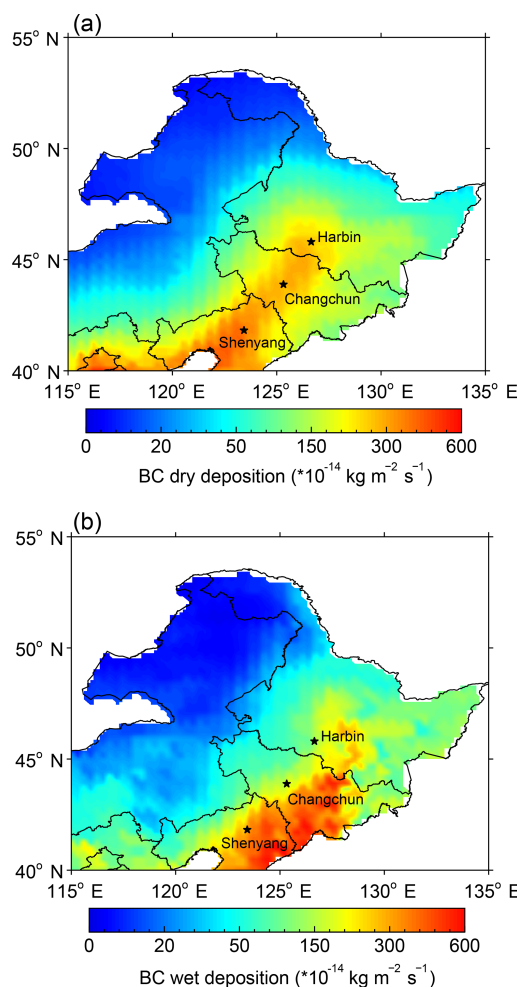 (a)
55° N
50° N
45° N
40° N
Harbin
Changchun
Shenyang
115° E 120° E 125° E 130° E 135° E
0 20 50 150 300 600
BC dry deposition (*10⁻¹⁴ kg m⁻² s⁻¹)
(b)
55° N
50° N
45° N
40° N
Harbin
Changchun
Shenyang
115° E 120° E 125° E 130° E 135° E
0 20 50 150 300 600
BC wet deposition (*10⁻¹⁴ kg m⁻² s⁻¹)